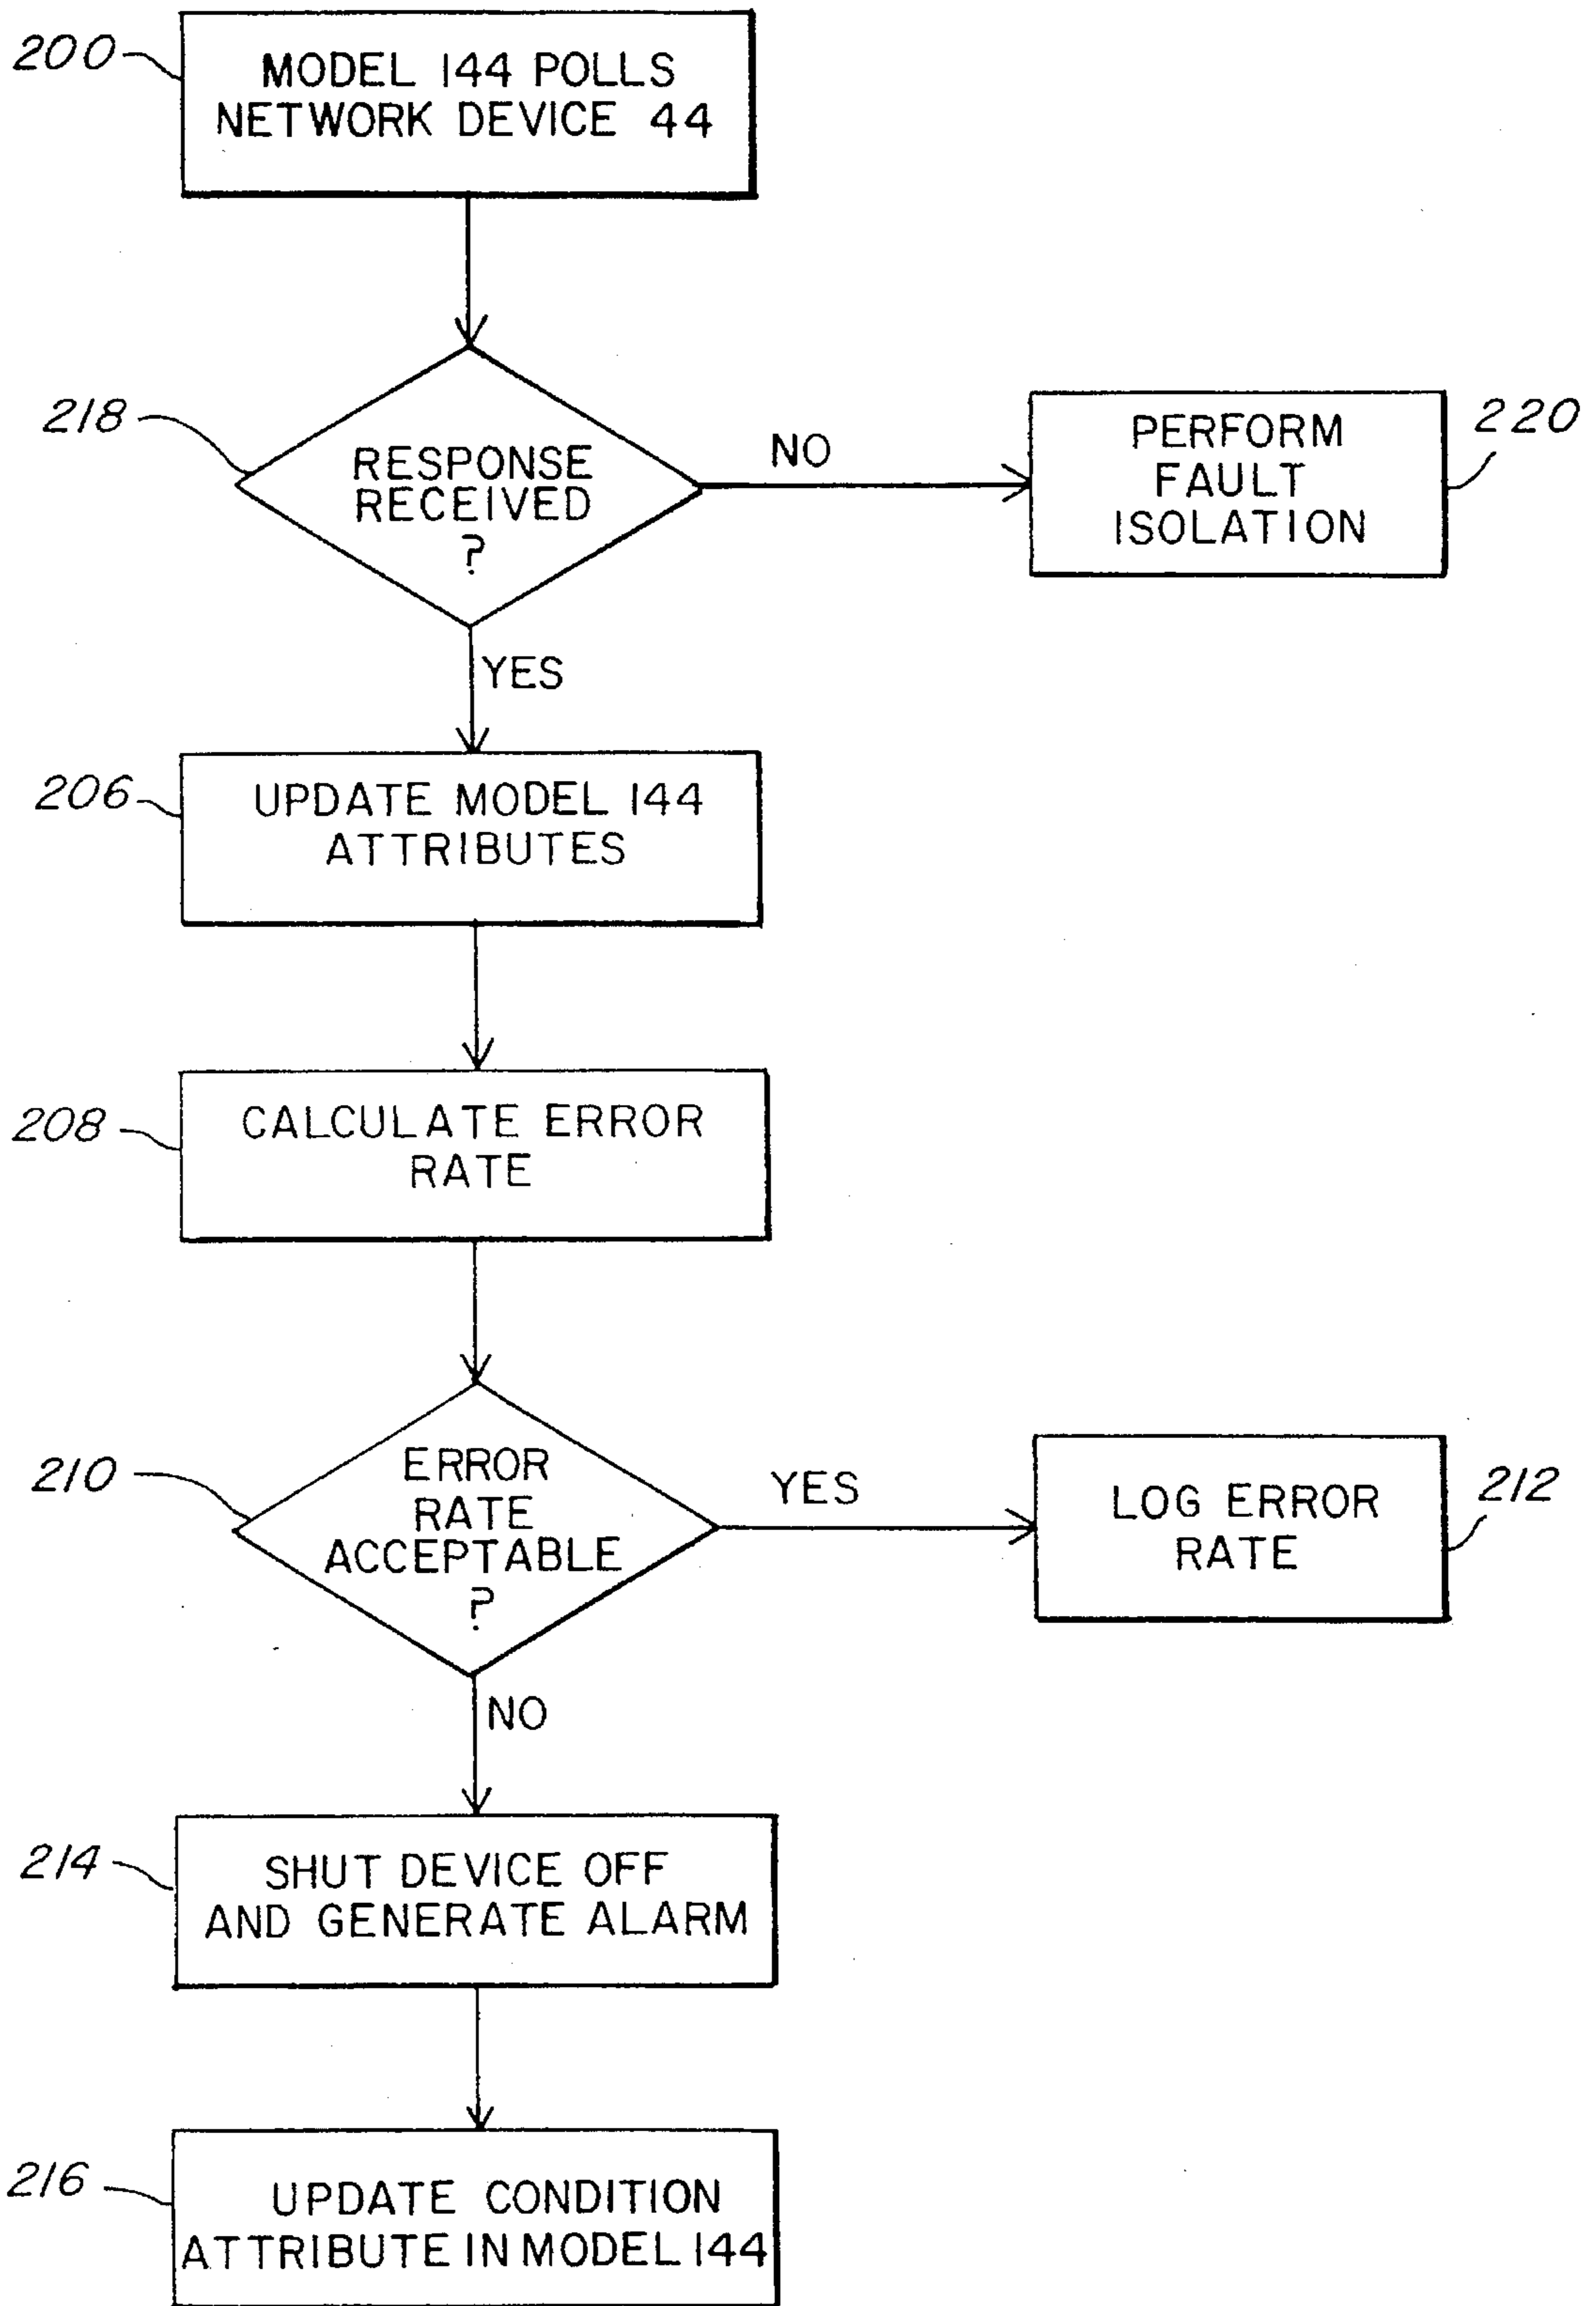 200
MODEL 144 POLLS
NETWORK DEVICE 44
218
RESPONSE
RECEIVED
?
NO
PERFORM
FAULT
ISOLATION
220
YES
206
UPDATE MODEL 144
ATTRIBUTES
208
CALCULATE ERROR
RATE
210
ERROR
RATE
ACCEPTABLE
?
YES
LOG ERROR
RATE
212
NO
214
SHUT DEVICE OFF
AND GENERATE ALARM
216
UPDATE CONDITION
ATTRIBUTE IN MODEL 144